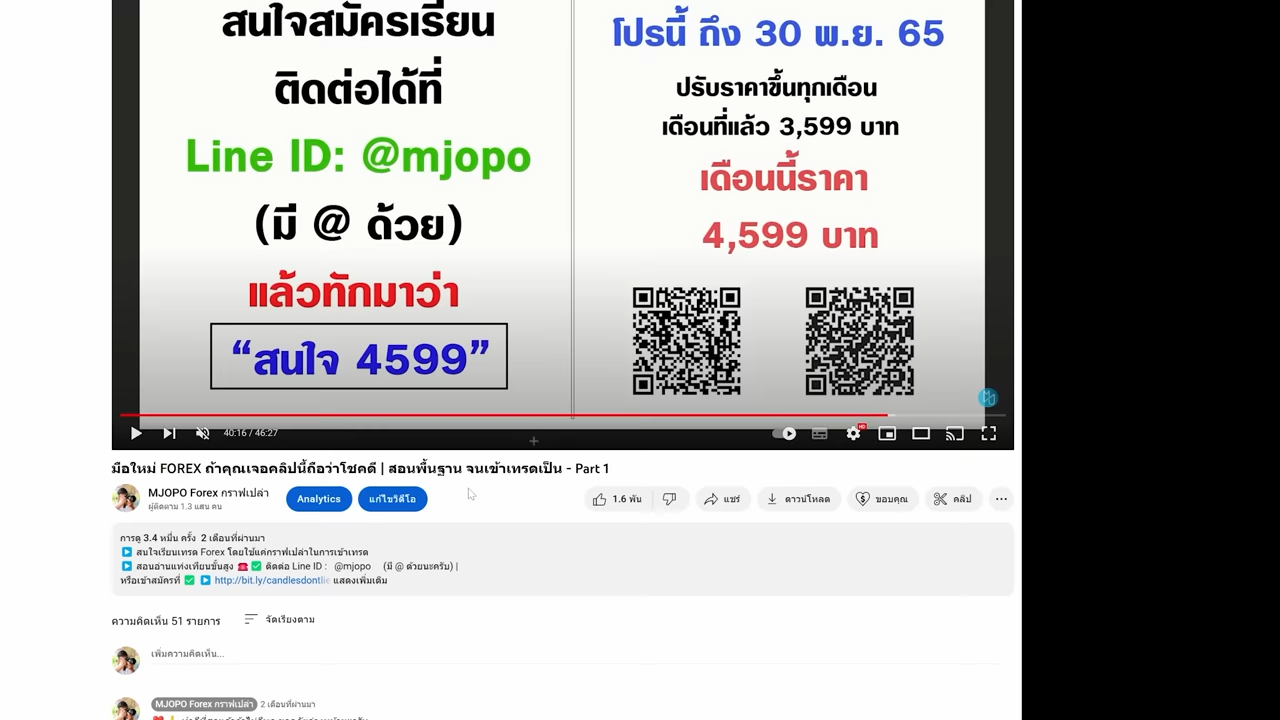 สนใจสมัครเรียน
ติดต่อได้ที่
Line ID: @mjopo
(มี @ ด้วย)
แล้วทักมาว่า
“สนใจ 4599”
โปรนี้ ถึง 30 พ.ย. 65
ปรับราคาขึ้นทุกเดือน
เดือนที่แล้ว 3,599 บาท
เดือนนี้ราคา
4,599 บาท
40:16 / 46:27
HD
มือใหม่ FOREX ถ้าคุณเจอคลิปนี้ถือว่าโชคดี | สอนพื้นฐาน จนเข้าเทรดเป็น - Part 1
MJOPO Forex กราฟเปล่า
ผู้ติดตาม 1.3 แสน คน
Analytics
แก้ไขวิดีโอ
1.6 พัน
แชร์
ดาวน์โหลด
ขอบคุณ
คลิป
การดู 3.4 หมื่น ครั้ง 2 เดือนที่ผ่านมา
สนใจเรียนเทรด Forex โดยใช้แค่กราฟเปล่าในการเข้าเทรด
สอนอ่านแท่งเทียนขั้นสูง ☎️ ✅ ติดต่อ Line ID : @mjopo (มี @ ด้วยนะครับ) |
หรือเข้าสมัครที่ ✅ ▶️ http://bit.ly/candlesdontlie แสดงเพิ่มเติม
ความคิดเห็น 51 รายการ
จัดเรียงตาม
เพิ่มความคิดเห็น...
MJOPO Forex กราฟเปล่า 2 เดือนที่ผ่านมา